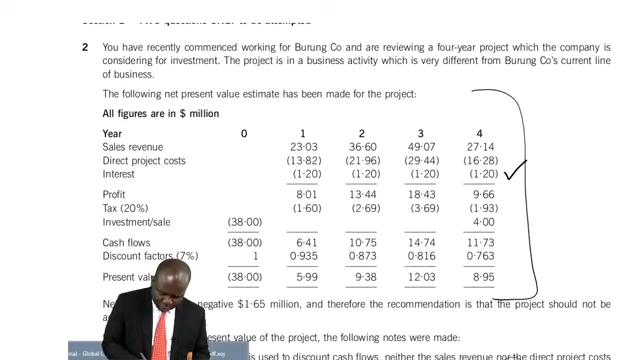 2 You have recently commenced working for Burung Co and are reviewing a four-year project which the company is
considering for investment. The project is in a business activity which is very different from Burung Co's current line
of business.
The following net present value estimate has been made for the project:
All figures are in $ million
Year 0 1 2 3 4
Sales revenue 23·03 36·60 49·07 27·14
Direct project costs (13·82) (21·96) (29·44) (16·28)
Interest (1·20) (1·20) (1·20) (1·20)
Profit 8·01 13·44 18·43 9·66
Tax (20%) (1·60) (2·69) (3·69) (1·93)
Investment/sale (38·00) 4·00
Cash flows (38·00) 6·41 10·75 14·74 11·73
Discount factors (7%) 1 0·935 0·873 0·816 0·763
Present (38·00) 5·99 9·38 12·03 8·95
negative $1·65 million, and therefore the recommendation is that the project should not be
present value of the project, the following notes were made:
is used to discount cash flows, neither the sales revenue nor the direct project costs